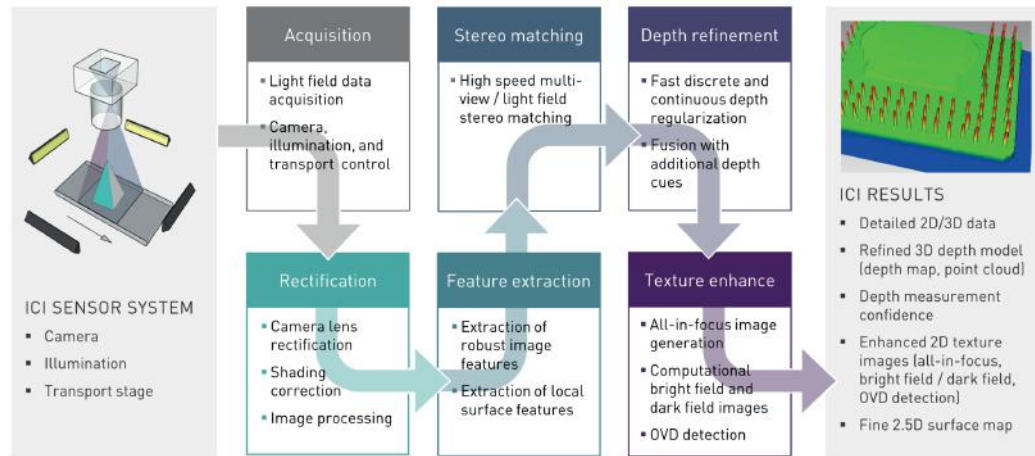 ICI SENSOR SYSTEM
▪ Camera
▪ Illumination
▪ Transport stage
Acquisition
▪ Light field data
acquisition
▪ Camera,
illumination, and
transport control
Rectification
▪ Camera lens
rectification
▪ Shading
correction
▪ Image processing
Feature extraction
▪ Extraction of
robust image
features
▪ Extraction of local
surface features
Stereo matching
▪ High speed multi-
view / light field
stereo matching
Depth refinement
▪ Fast discrete and
continuous depth
regularization
▪ Fusion with
additional depth
cues
Texture enhance
▪ All-in-focus image
generation
▪ Computational
bright field and
dark field images
▪ OVD detection
ICI RESULTS
▪ Detailed 2D/3D data
▪ Refined 3D depth model
(depth map, point cloud)
▪ Depth measurement
confidence
▪ Enhanced 2D texture
images (all-in-focus,
bright field / dark field,
OVD detection)
▪ Fine 2.5D surface map